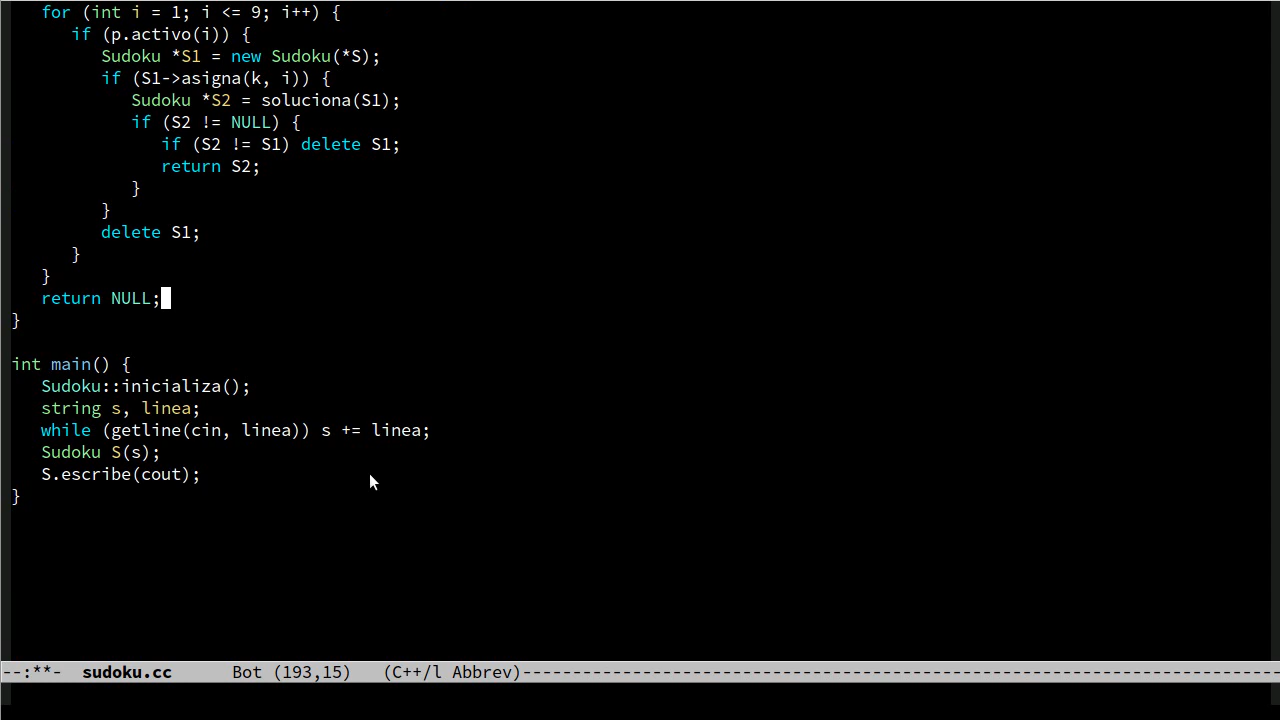 for (int i = 1; i <= 9; i++) {
      if (p.activo(i)) {
         Sudoku *S1 = new Sudoku(*S);
         if (S1->asigna(k, i)) {
            Sudoku *S2 = soluciona(S1);
            if (S2 != NULL) {
               if (S2 != S1) delete S1;
               return S2;
            }
         }
         delete S1;
      }
   }
   return NULL;
}

int main() {
   Sudoku::inicializa();
   string s, linea;
   while (getline(cin, linea)) s += linea;
   Sudoku S(s);
   S.escribe(cout);
}
--:**-  sudoku.cc      Bot (193,15)   (C++/l Abbrev)----------------------------------------------------------------------------